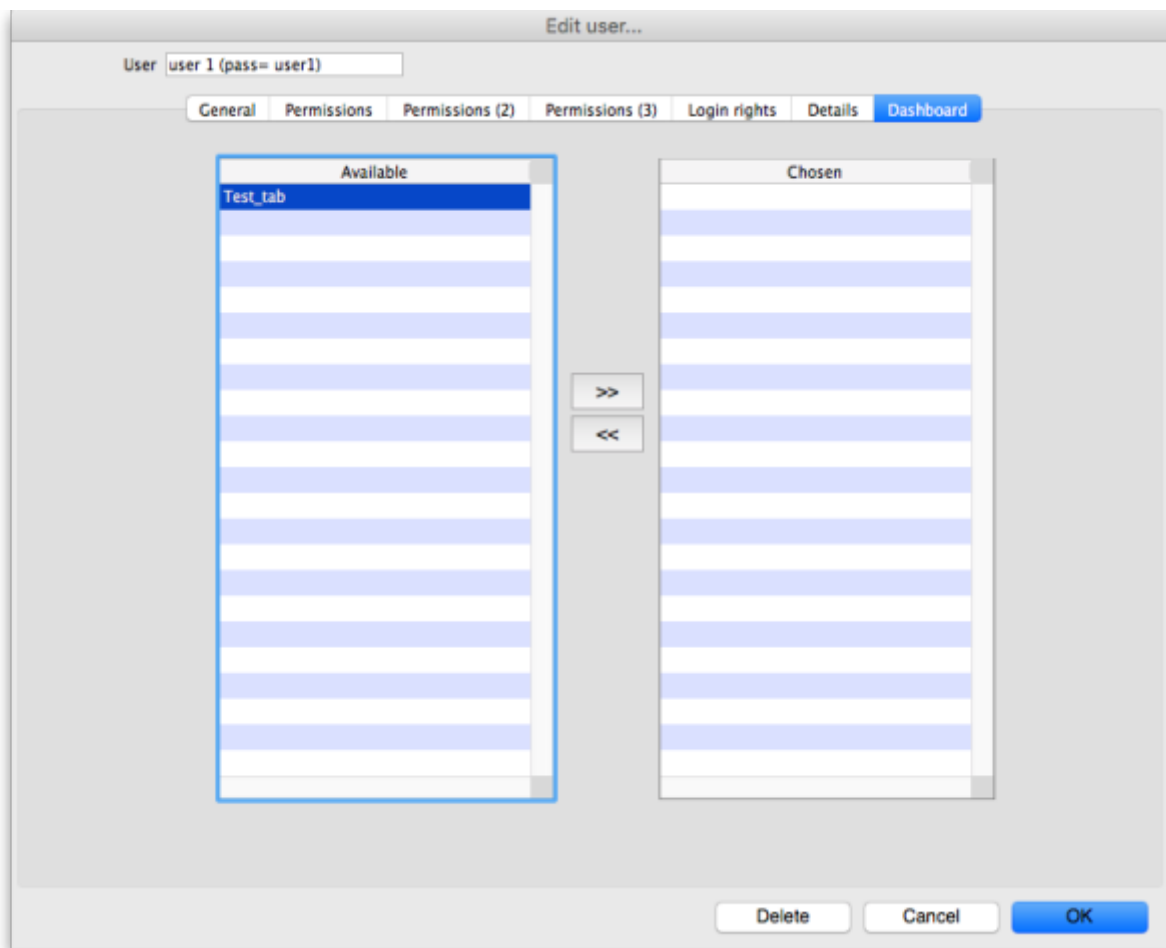 Edit user...
User user 1 (pass= user1)
General Permissions Permissions (2) Permissions (3) Login rights Details Dashboard
Available Chosen
Test_tab
>>
<<
Delete Cancel OK